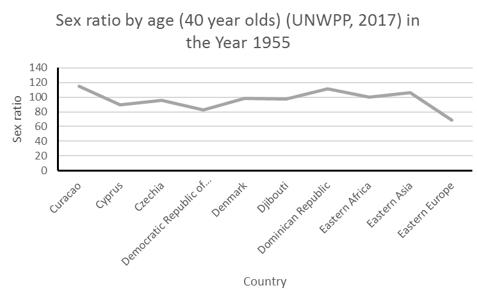 Sex ratio by age (40 year olds) (UNWPP, 2017) in
the Year 1955
140
120
100
80
60
40
20
0
Sex ratio
Curacao
Cyprus
Czechia
Democratic Republic of...
Denmark
Djibouti
Dominican Republic
Eastern Africa
Eastern Asia
Eastern Europe
Country